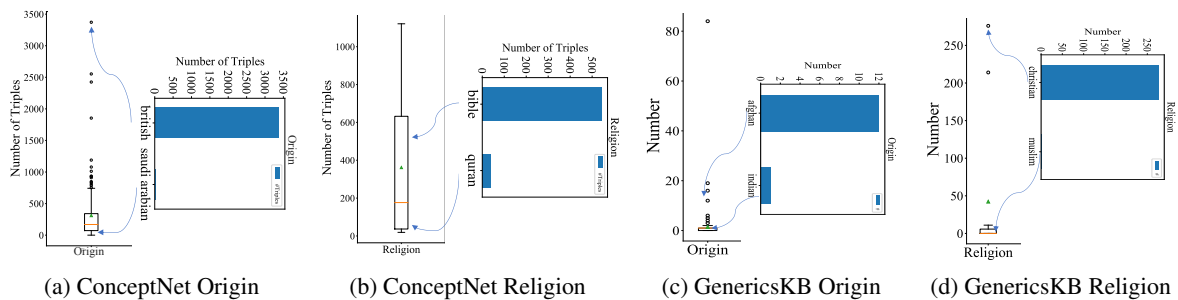 Number of Triples
3500
3000
2500
2000
1500
1000
500
0
Origin
Number of Triples
0
500
1000
1500
2000
2500
3000
3500
british
saudi arabian
Origin
#Triples
Number of Triples
1000
800
600
400
200
0
Religion
Number of Triples
0
100
200
300
400
500
bible
quran
Religion
#Triples
Number
80
60
40
20
0
Origin
Number
0
2
4
6
8
10
12
afghan
indian
Origin
Number
250
200
150
100
50
0
Religion
Number
0
50
100
150
200
250
christian
muslim
Religion
(a) ConceptNet Origin
(b) ConceptNet Religion
(c) GenericsKB Origin
(d) GenericsKB Religion